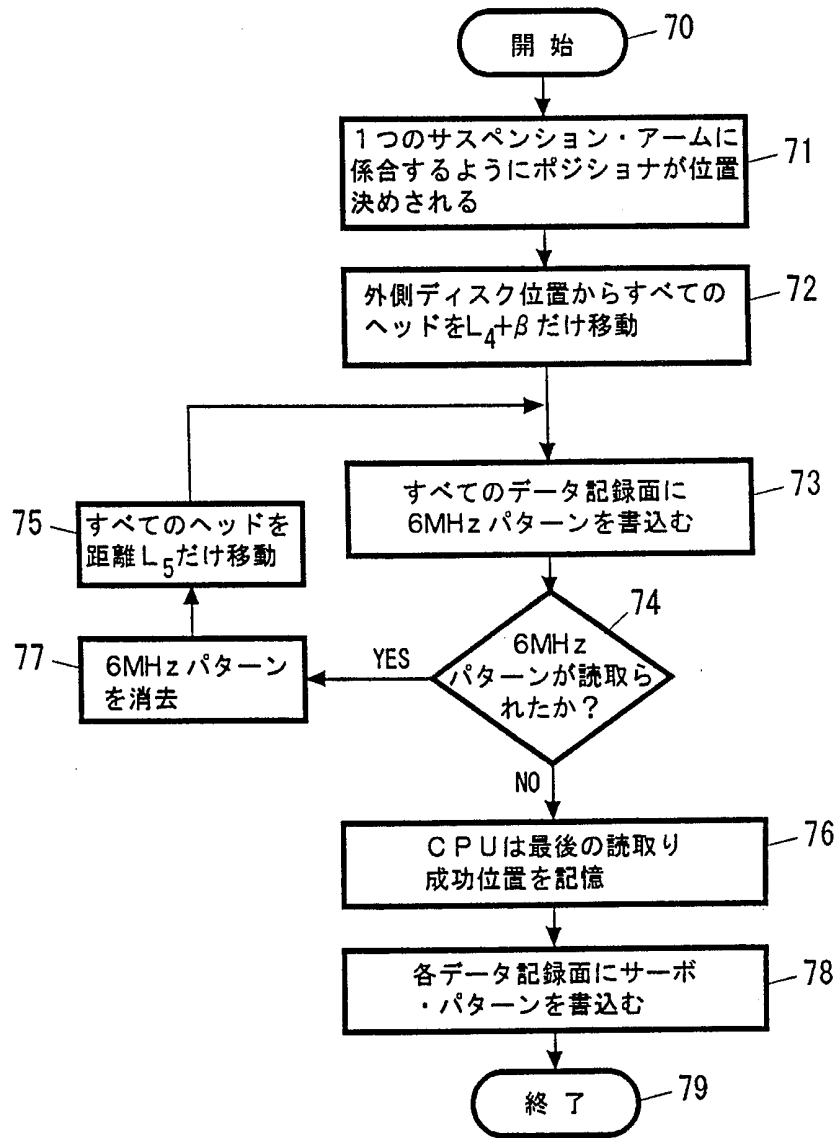 開始
70
1つのサスペンション・アームに
係合するようにポジショナが位置
決めされる
71
外側ディスク位置からすべての
ヘッドをL4+βだけ移動
72
すべてのデータ記録面に
6MHzパターンを書込む
73
75
すべてのヘッドを
距離L5だけ移動
74
6MHz
パターンが読取ら
れたか?
YES
77
6MHzパターン
を消去
NO
CPUは最後の読取り
成功位置を記憶
76
各データ記録面にサーボ
・パターンを書込む
78
終了
79